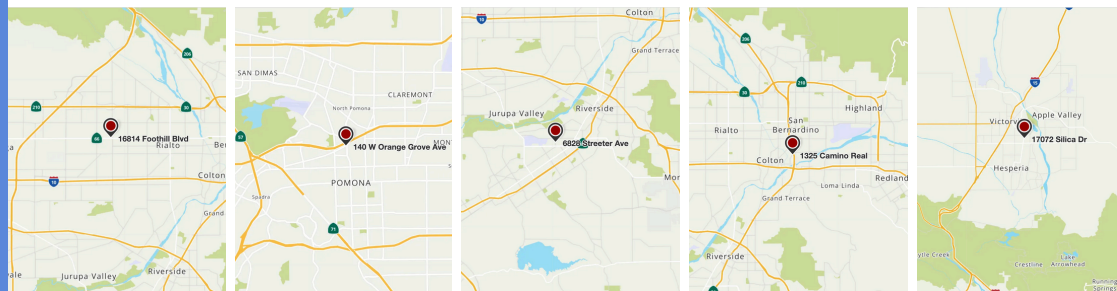 206
210
30
66
16814 Foothill Blvd
Rialto
10
Colton
Grand
Jurupa Valley
Riverside
SAN DIMAS
CLAREMONT
North Pomona
57
140 W Orange Grove Ave
POMONA
Spadra
71
Colton
10
Grand Terrace
Jurupa Valley
Riverside
6828 Streeter Ave
206
210
30
Highland
Rialto
San
Bernardino
1325 Camino Real
Colton
Loma Linda
Redland
Grand Terrace
Riverside
15
Apple Valley
17072 Silica Dr
Hesperia
Crestline
Lake
Arrowhead
Running
Springs